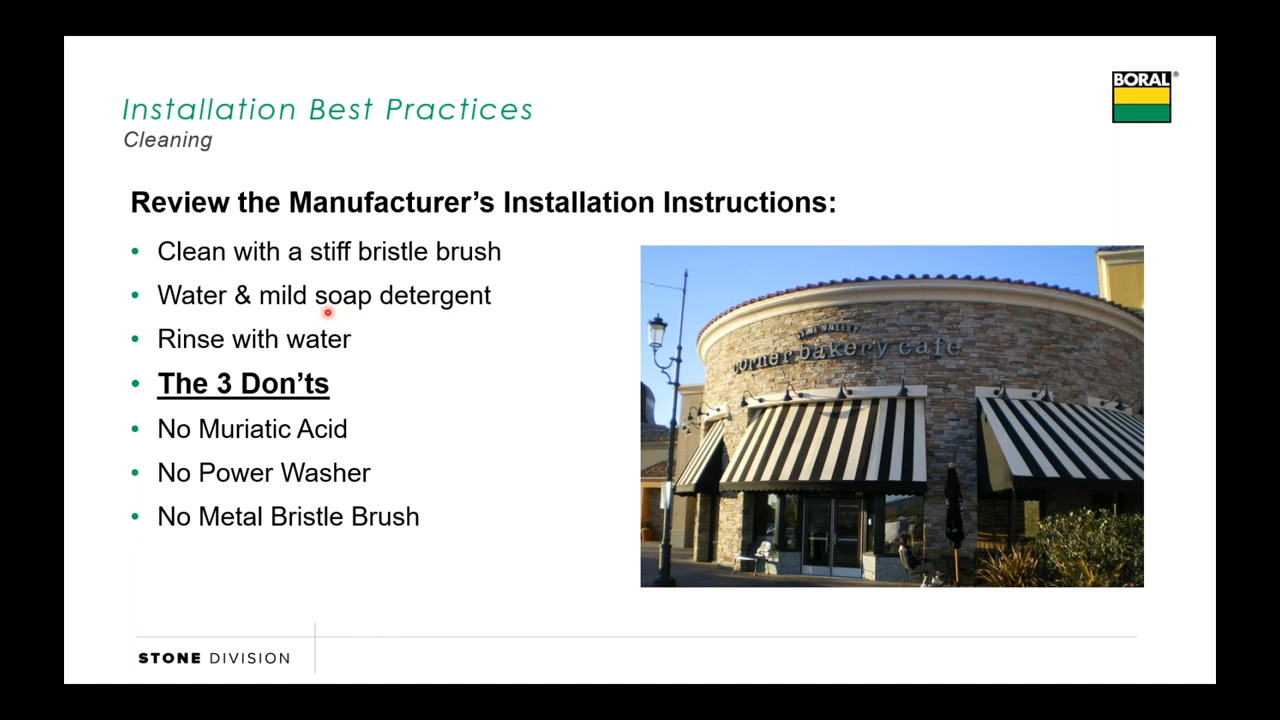 BORAL®
Installation Best Practices
Cleaning
Review the Manufacturer’s Installation Instructions:
• Clean with a stiff bristle brush
• Water & mild soap detergent
• Rinse with water
• The 3 Don’ts
• No Muriatic Acid
• No Power Washer
• No Metal Bristle Brush
SIMI VALLEY
corner bakery cafe
STONE DIVISION